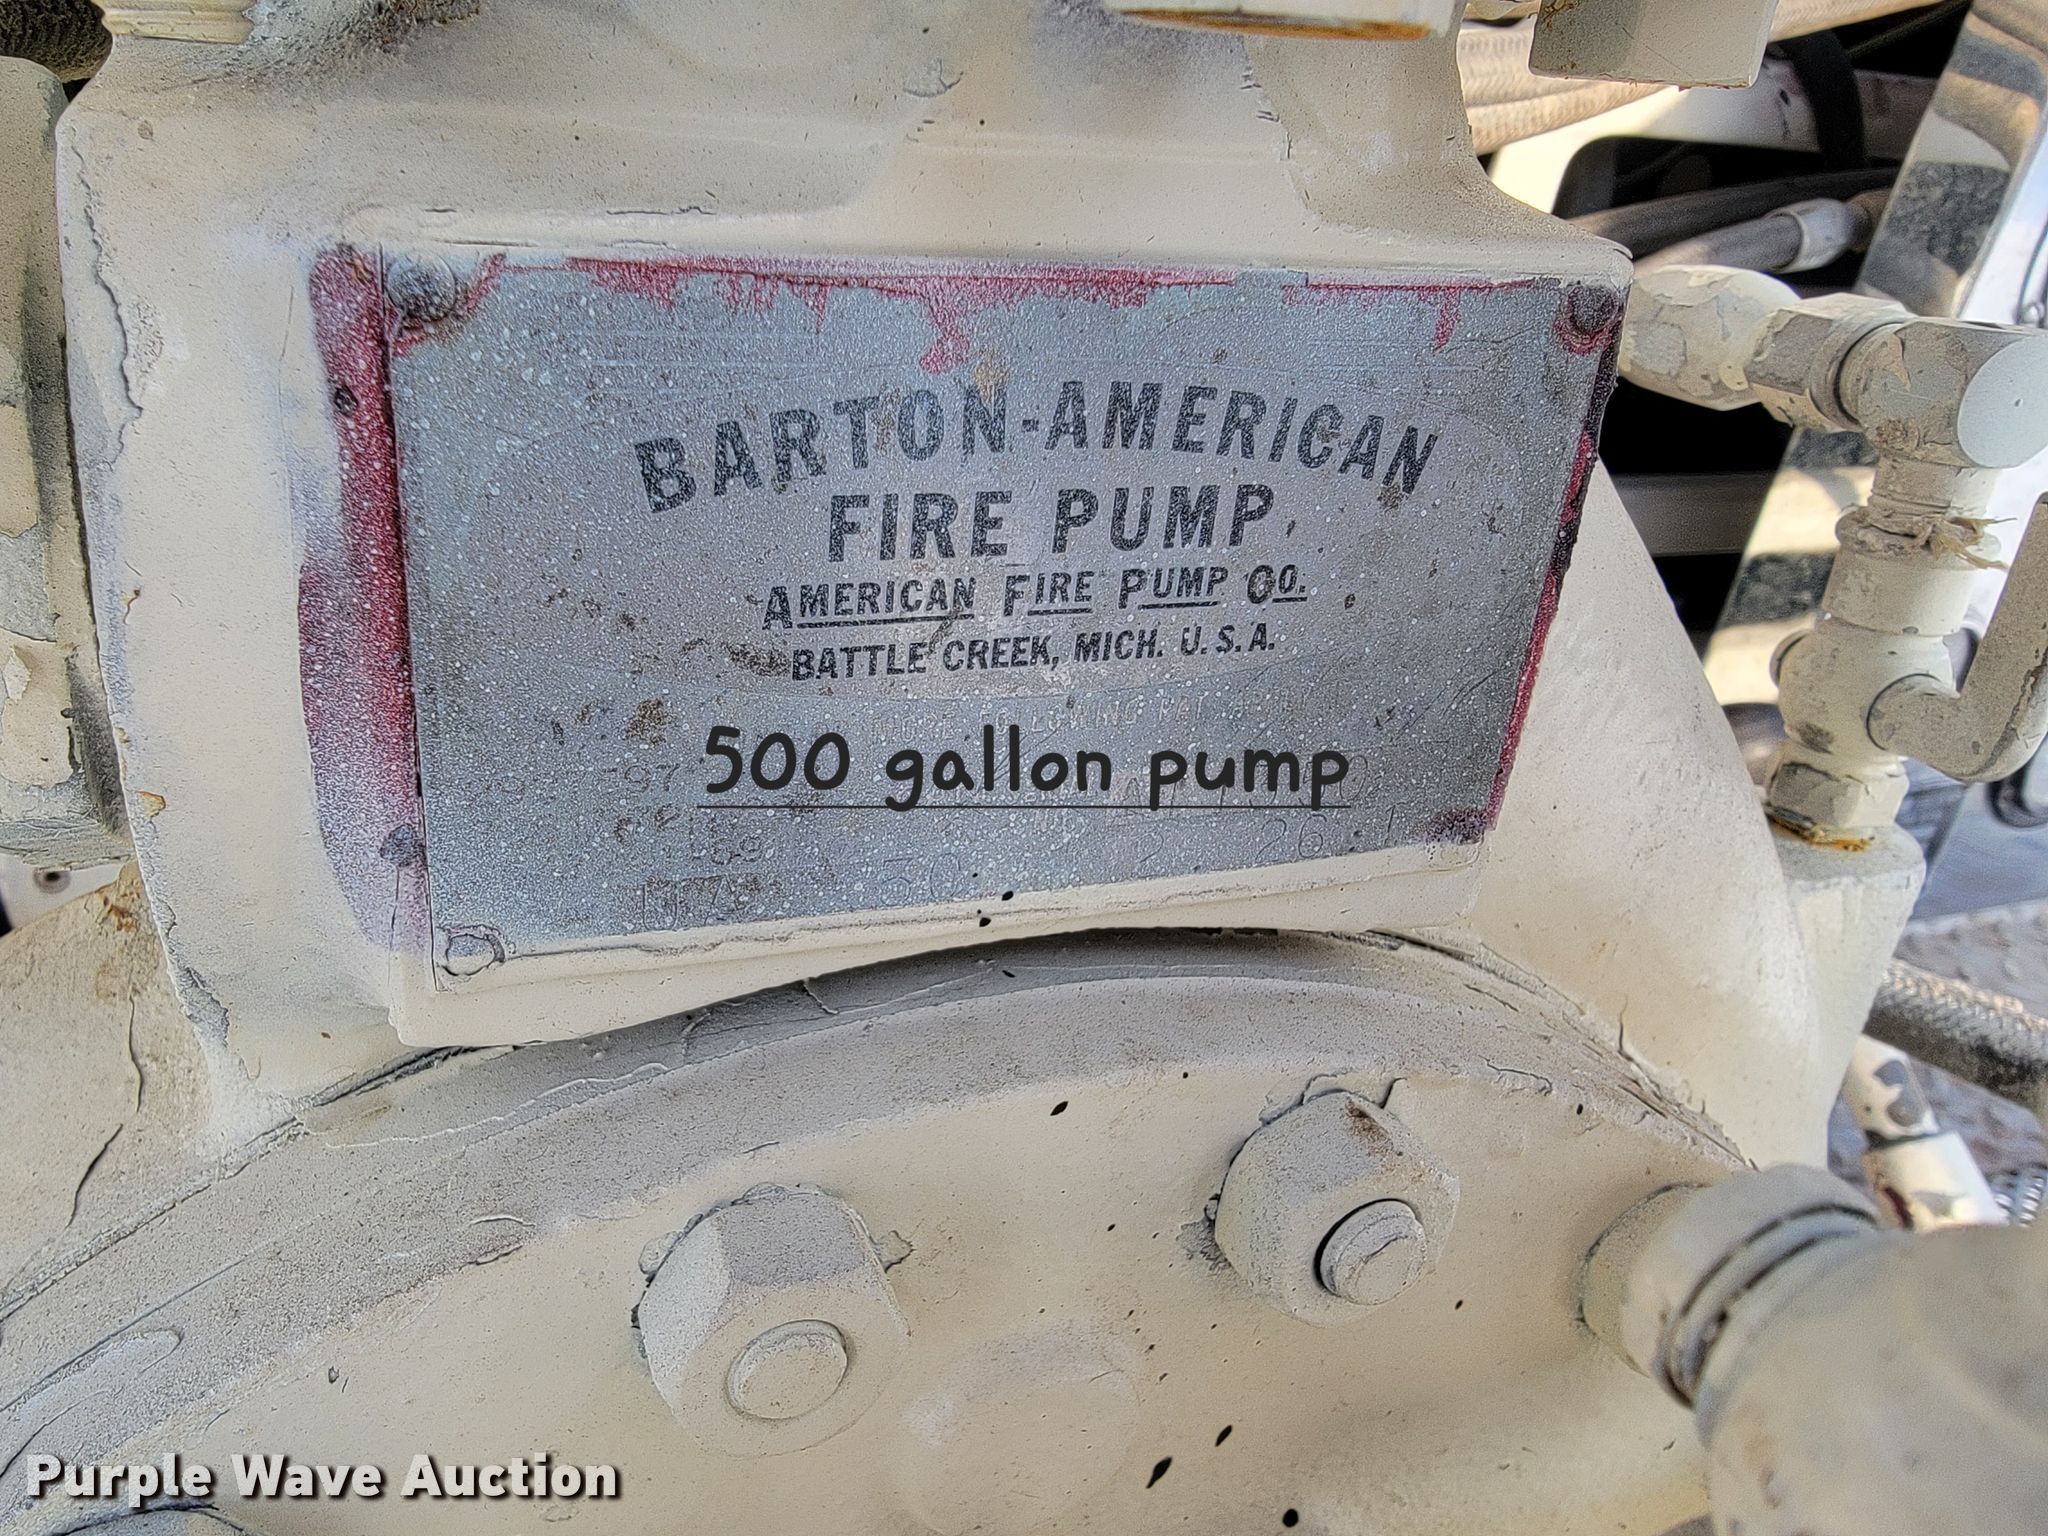 BARTON-AMERICAN
FIRE PUMP
AMERICAN FIRE PUMP CO.
BATTLE CREEK, MICH. U.S.A.
500 gallon pump
Purple Wave Auction